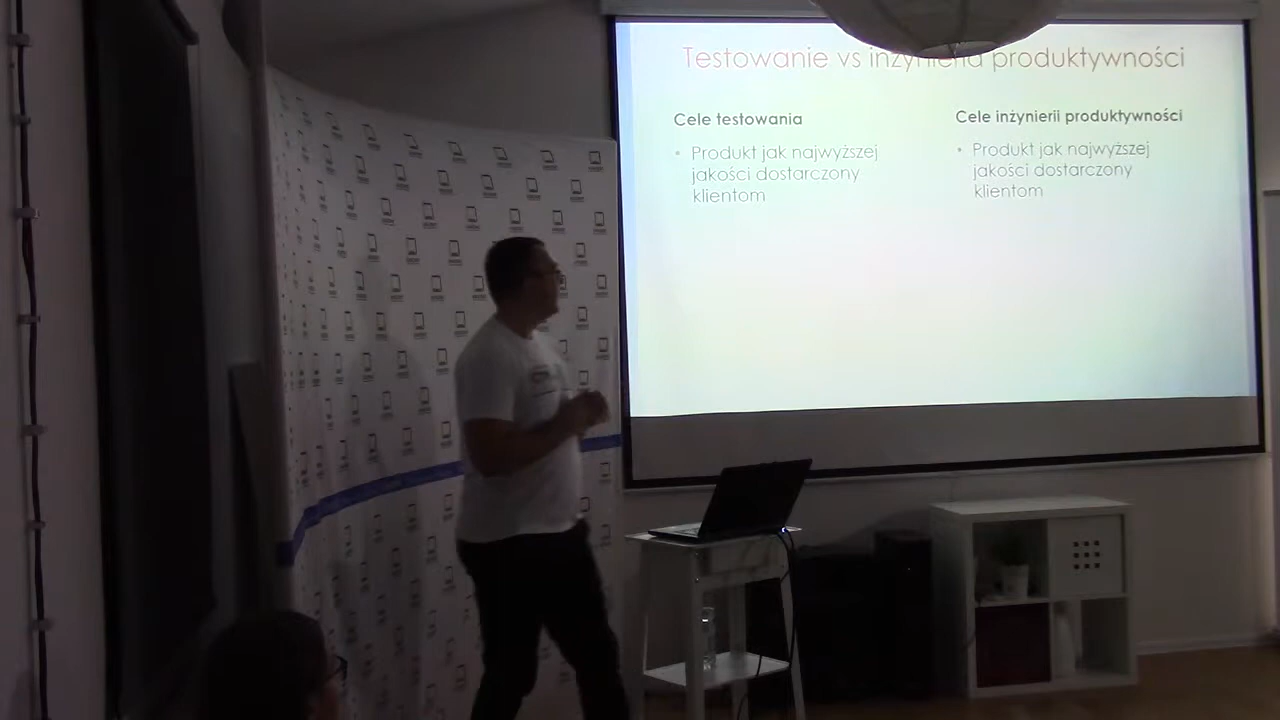 Testowanie vs inżynieria produktywności
Cele testowania
• Produkt jak najwyższej
jakości dostarczony
klientom
Cele inżynierii produktywności
• Produkt jak najwyższej
jakości dostarczony
klientom